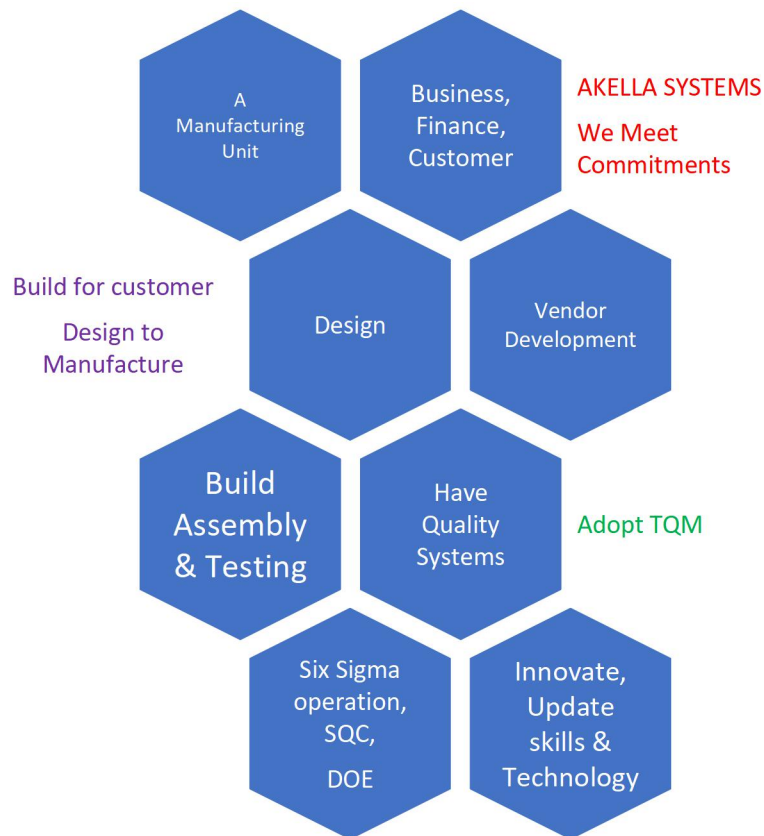 A
Manufacturing
Unit
Business,
Finance,
Customer
AKELLA SYSTEMS
We Meet
Commitments
Build for customer
Design to
Manufacture
Design
Vendor
Development
Build
Assembly
& Testing
Have
Quality
Systems
Adopt TQM
Six Sigma
operation,
SQC,
DOE
Innovate,
Update
skills &
Technology